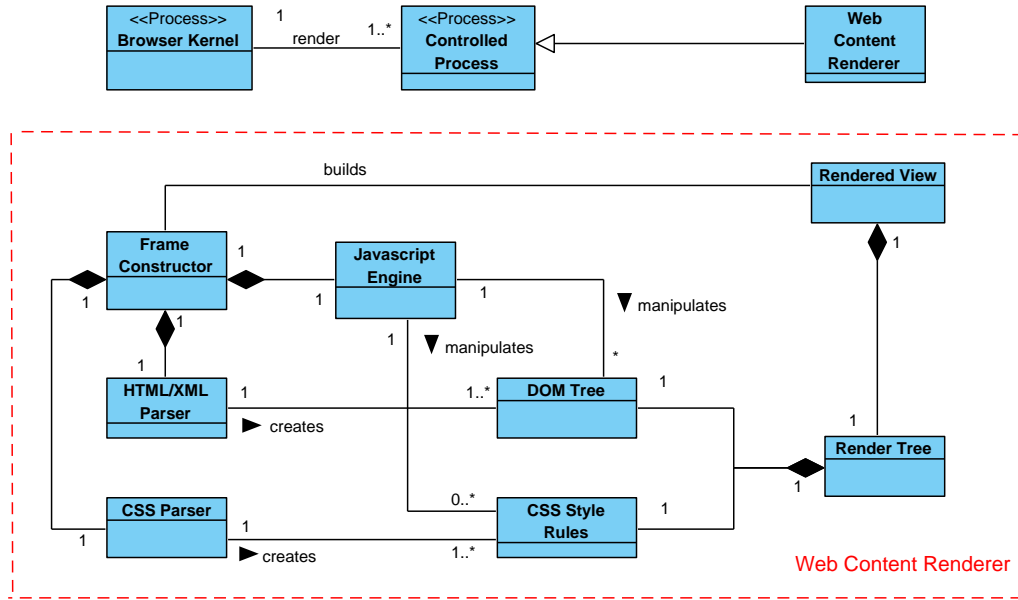 <<Process>>
Browser Kernel
1
render
1..*
<<Process>>
Controlled
Process
Web
Content
Renderer
builds
Rendered View
1
Frame
Constructor
1
1
1
Javascript
Engine
1
1
1
manipulates
manipulates
*
1
HTML/XML
Parser
1
creates
1..*
DOM Tree
1
1
Render Tree
1
CSS Parser
1
1
creates
0..*
1..*
CSS Style
Rules
1
Web Content Renderer